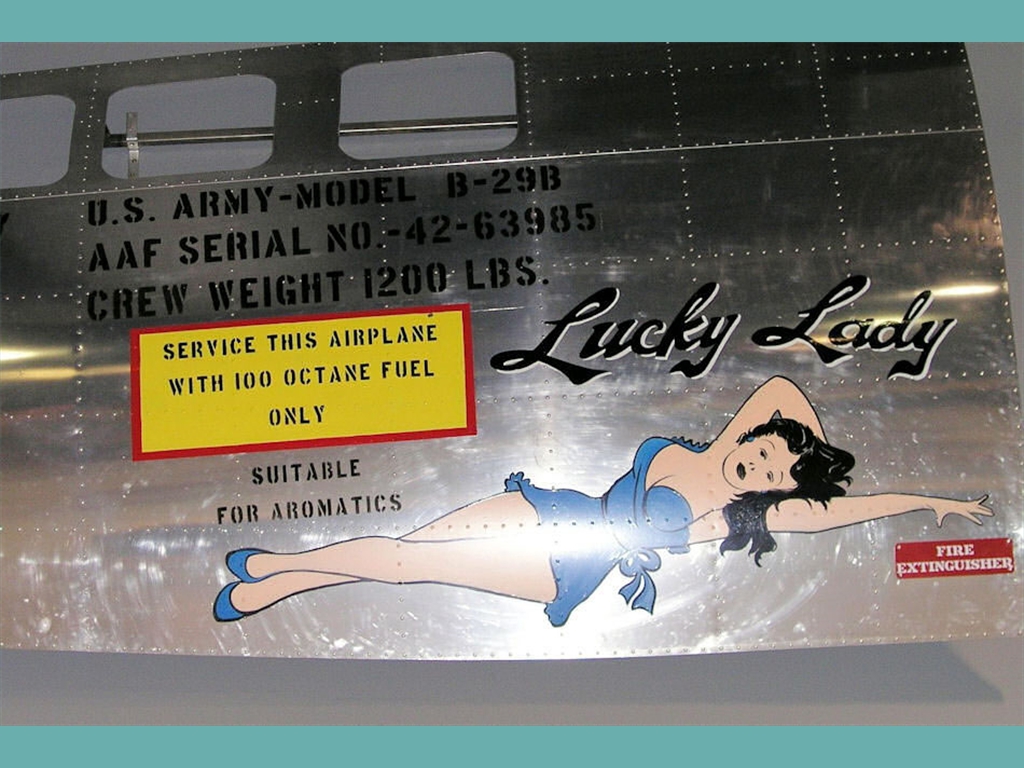 U.S. ARMY-MODEL B-29B
AAF SERIAL NO.-42-63985
CREW WEIGHT 1200 LBS.
SERVICE THIS AIRPLANE
WITH 100 OCTANE FUEL
ONLY
SUITABLE
FOR AROMATICS
Lucky Lady
FIRE
EXTINGUISHER